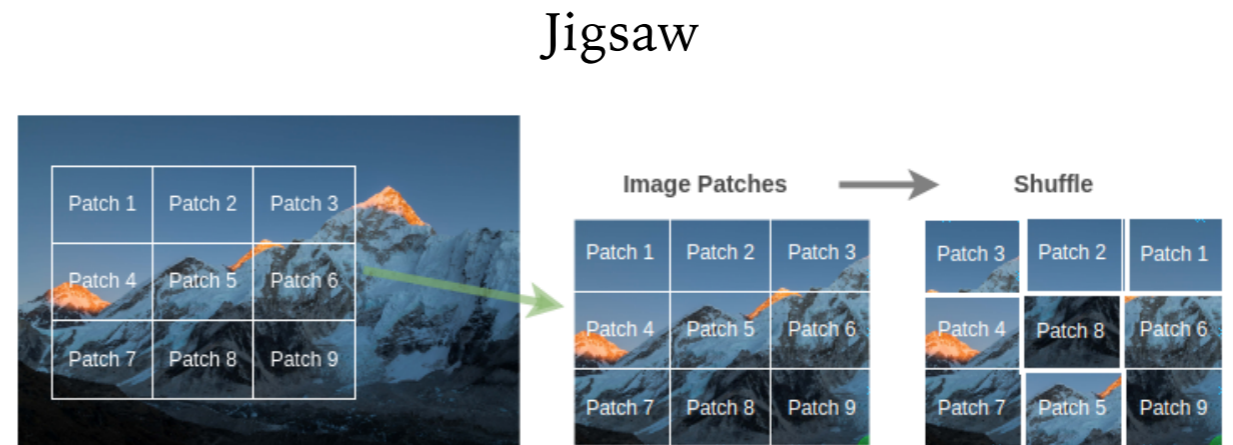 Jigsaw
Patch 1 Patch 2 Patch 3
Patch 4 Patch 5 Patch 6
Patch 7 Patch 8 Patch 9
Image Patches
Patch 1 Patch 2 Patch 3
Patch 4 Patch 5 Patch 6
Patch 7 Patch 8 Patch 9
Shuffle
Patch 3 Patch 2 Patch 1
Patch 4 Patch 8 Patch 6
Patch 7 Patch 5 Patch 9